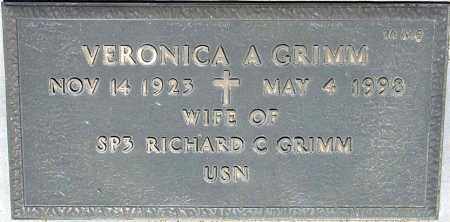 VERONICA A GRIMM
NOV 14 1923 ✝ MAY 4 1998
WIFE OF
SP3 RICHARD C GRIMM
USN